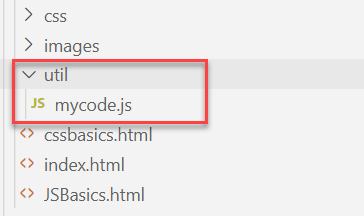 css
images
util
JS mycode.js
<> cssbasics.html
<> index.html
<> JSBasics.html